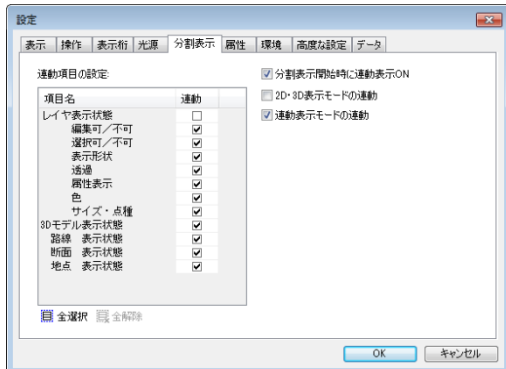 設定
表示 操作 表示桁 光源 分割表示 属性 環境 高度な設定 データ
連動項目の設定:
項目名 連動
レイヤ表示状態
編集可/不可
選択可/不可
表示形状
透過
属性表示
色
サイズ・点種
3Dモデル表示状態
路線 表示状態
断面 表示状態
地点 表示状態
全選択 全解除
分割表示開始時に連動表示ON
2D・3D表示モードの連動
連動表示モードの連動
OK キャンセル